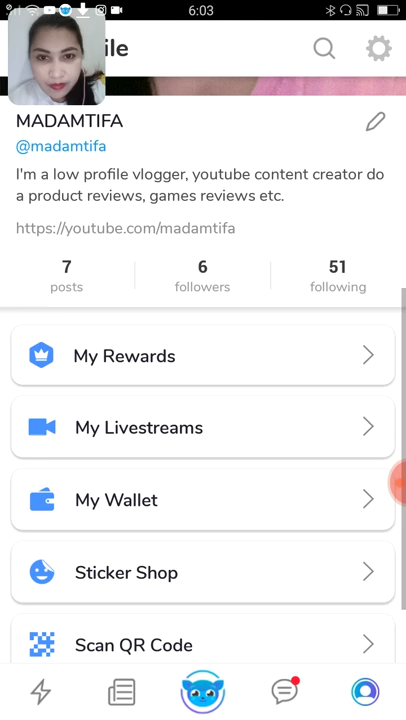 6:03
ile
MADAMTIFA
@madamtifa
I'm a low profile vlogger, youtube content creator do
a product reviews, games reviews etc.
https://youtube.com/madamtifa
7 6 51
posts followers following
My Rewards
My Livestreams
My Wallet
Sticker Shop
Scan QR Code